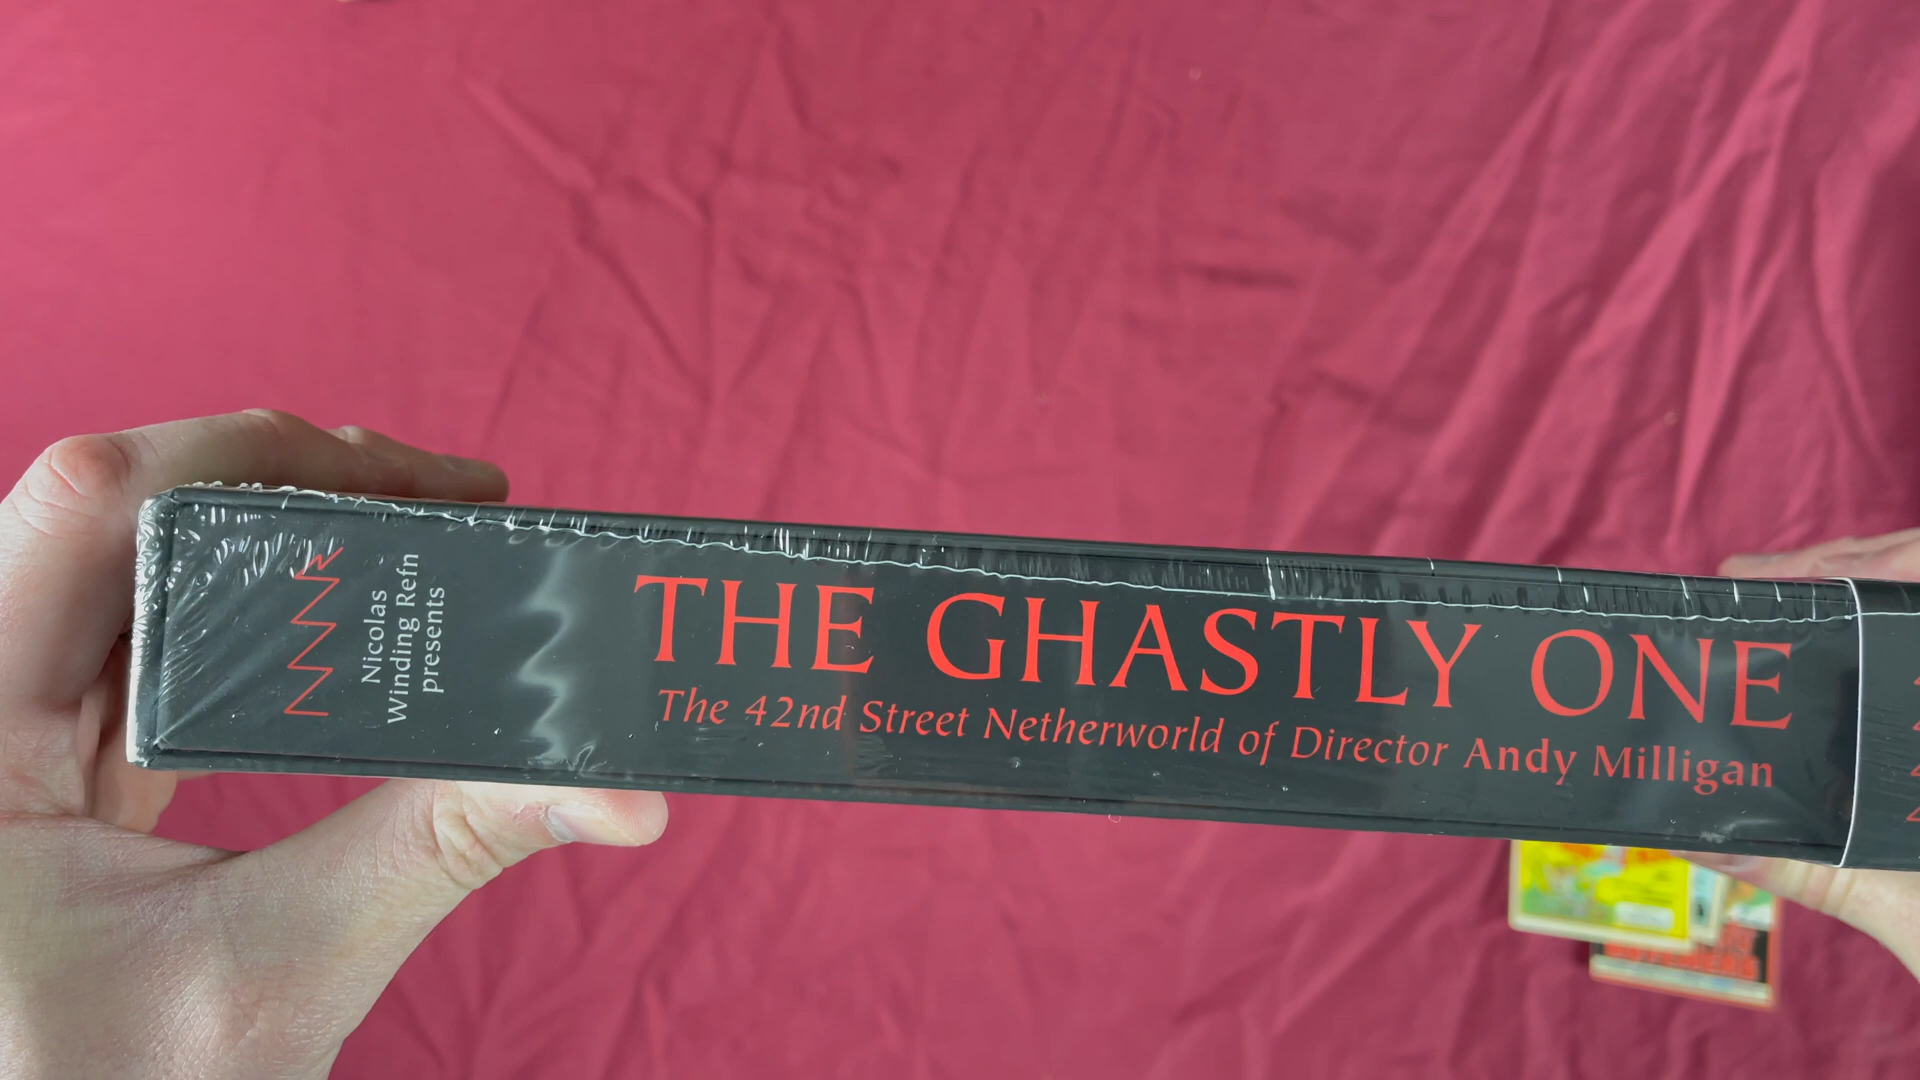 Nicolas
Winding Refn
presents
THE GHASTLY ONE
The 42nd Street Netherworld of Director Andy Milligan